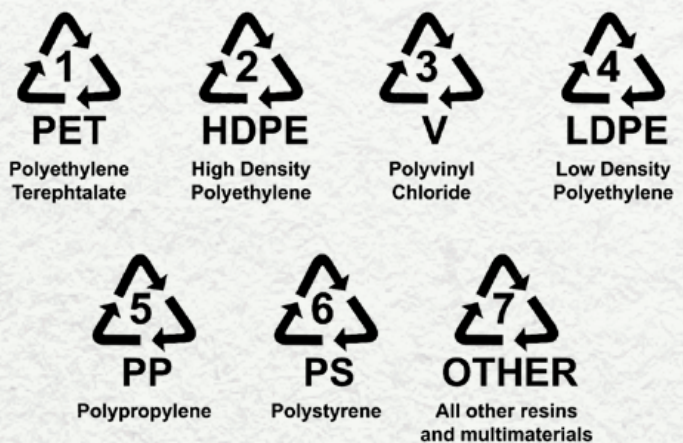 1 2 3 4
PET HDPE V LDPE
Polyethylene High Density Polyvinyl Low Density
Terephtalate Polyethylene Chloride Polyethylene
5 6 7
PP PS OTHER
Polypropylene Polystyrene All other resins
and multimaterials